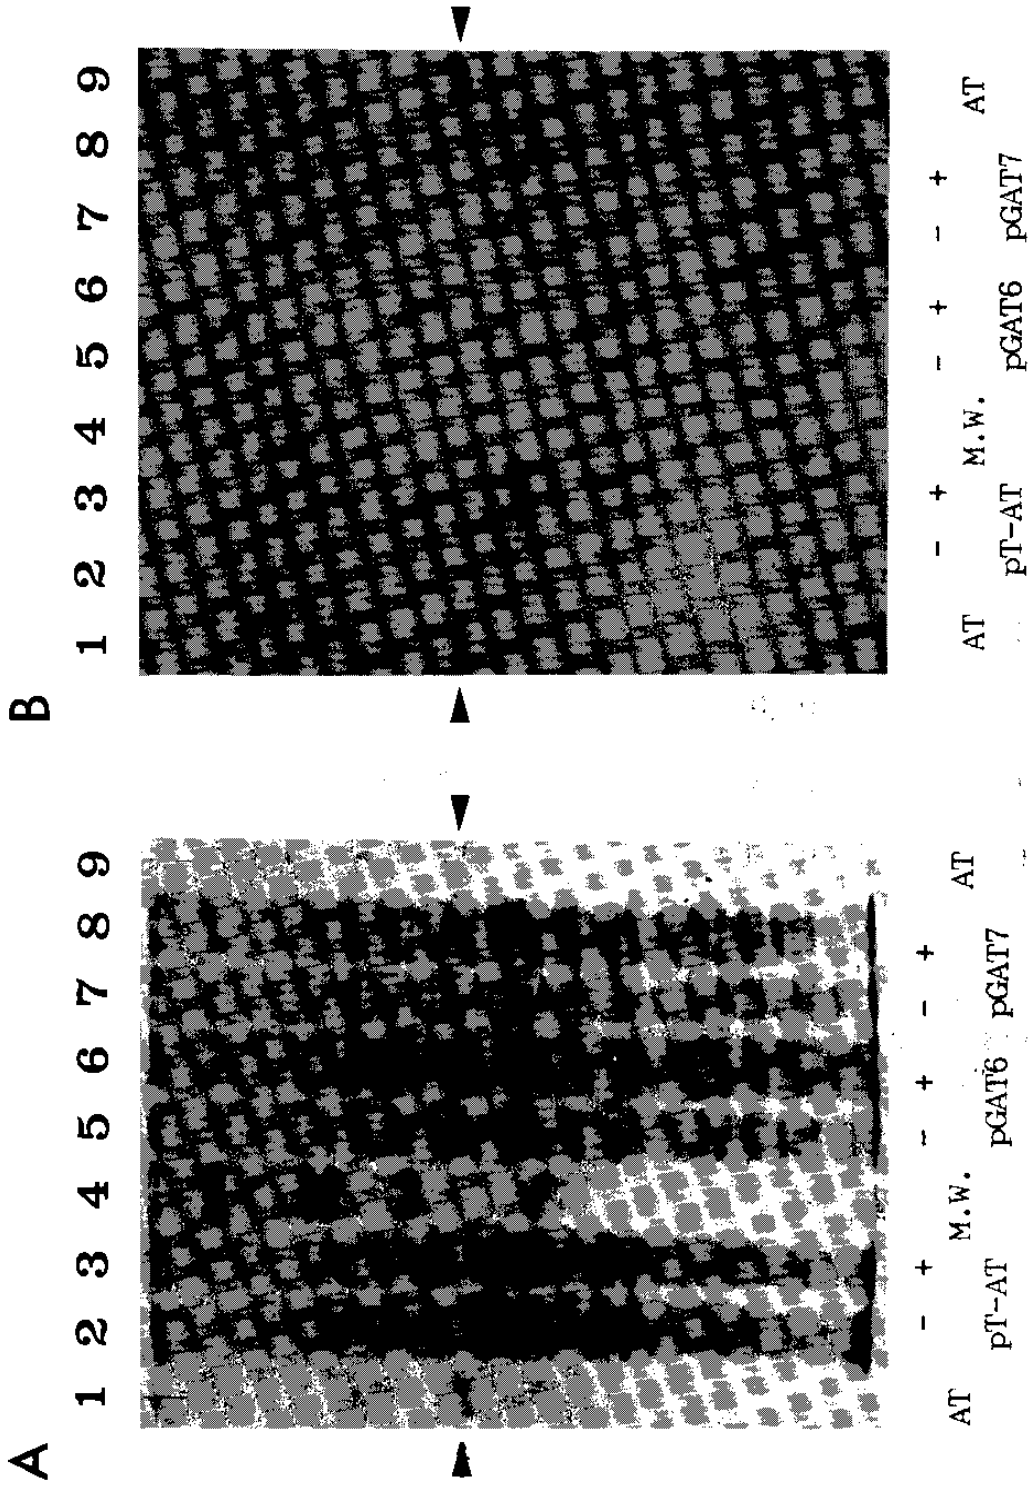 A
1 2 3 4 5 6 7 8 9
AT - + M.W. - + - + AT
pT-AT pGAT6 pGAT7
B
1 2 3 4 5 6 7 8 9
AT - + M.W. - + - + AT
pT-AT pGAT6 pGAT7